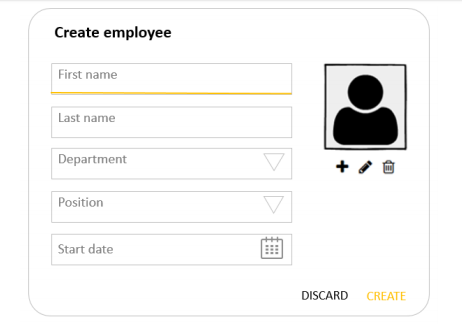 Create employee
First name
Last name
Department
Position
Start date
DISCARD CREATE